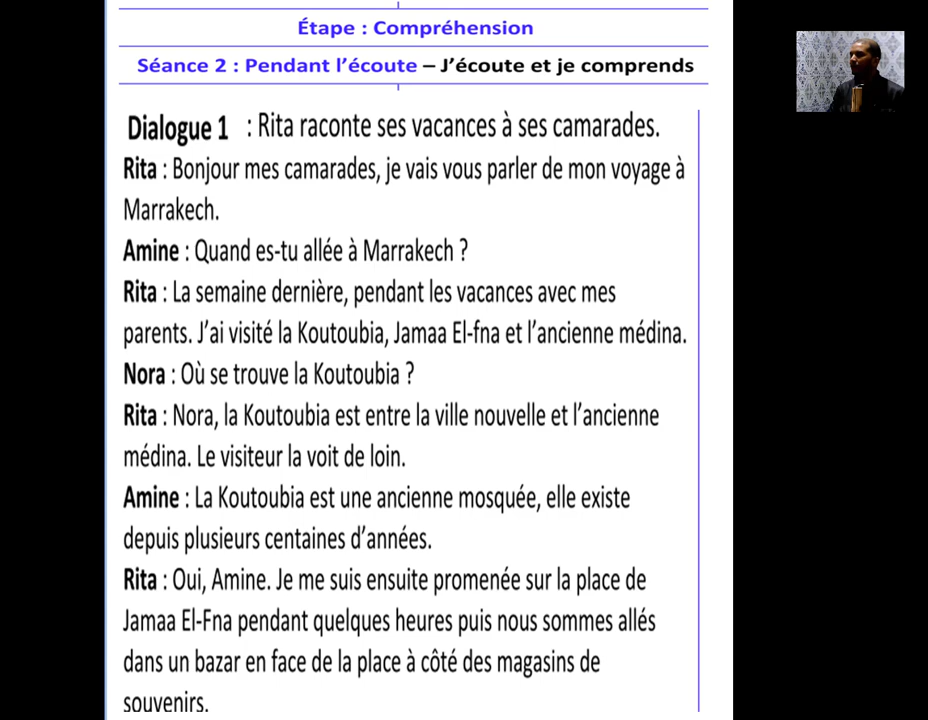 Étape : Compréhension
Séance 2 : Pendant l’écoute – J’écoute et je comprends
Dialogue 1 : Rita raconte ses vacances à ses camarades.
Rita : Bonjour mes camarades, je vais vous parler de mon voyage à
Marrakech.
Amine : Quand es-tu allée à Marrakech ?
Rita : La semaine dernière, pendant les vacances avec mes
parents. J’ai visité la Koutoubia, Jamaa El-fna et l’ancienne médina.
Nora : Où se trouve la Koutoubia ?
Rita : Nora, la Koutoubia est entre la ville nouvelle et l’ancienne
médina. Le visiteur la voit de loin.
Amine : La Koutoubia est une ancienne mosquée, elle existe
depuis plusieurs centaines d’années.
Rita : Oui, Amine. Je me suis ensuite promenée sur la place de
Jamaa El-Fna pendant quelques heures puis nous sommes allés
dans un bazar en face de la place à côté des magasins de
souvenirs.